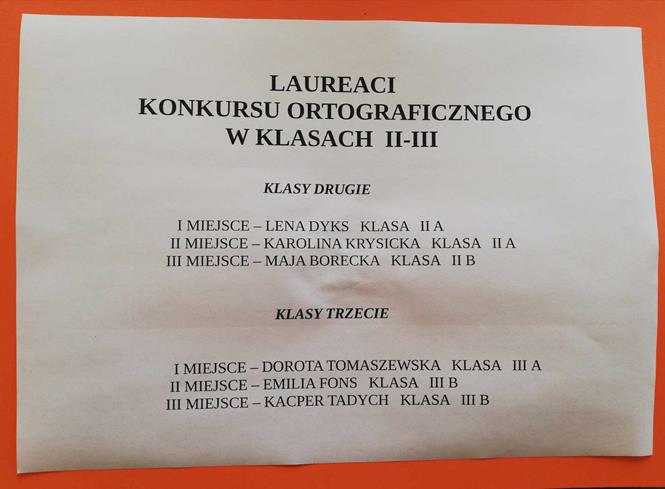 LAUREACI
KONKURSU ORTOGRAFICZNEGO
W KLASACH II-III
KLASY DRUGIE
I MIEJSCE – LENA DYKS KLASA II A
II MIEJSCE – KAROLINA KRYSICKA KLASA II A
III MIEJSCE – MAJA BORECKA KLASA II B
KLASY TRZECIE
I MIEJSCE – DOROTA TOMASZEWSKA KLASA III A
II MIEJSCE – EMILIA FONS KLASA III B
III MIEJSCE – KACPER TADYCH KLASA III B